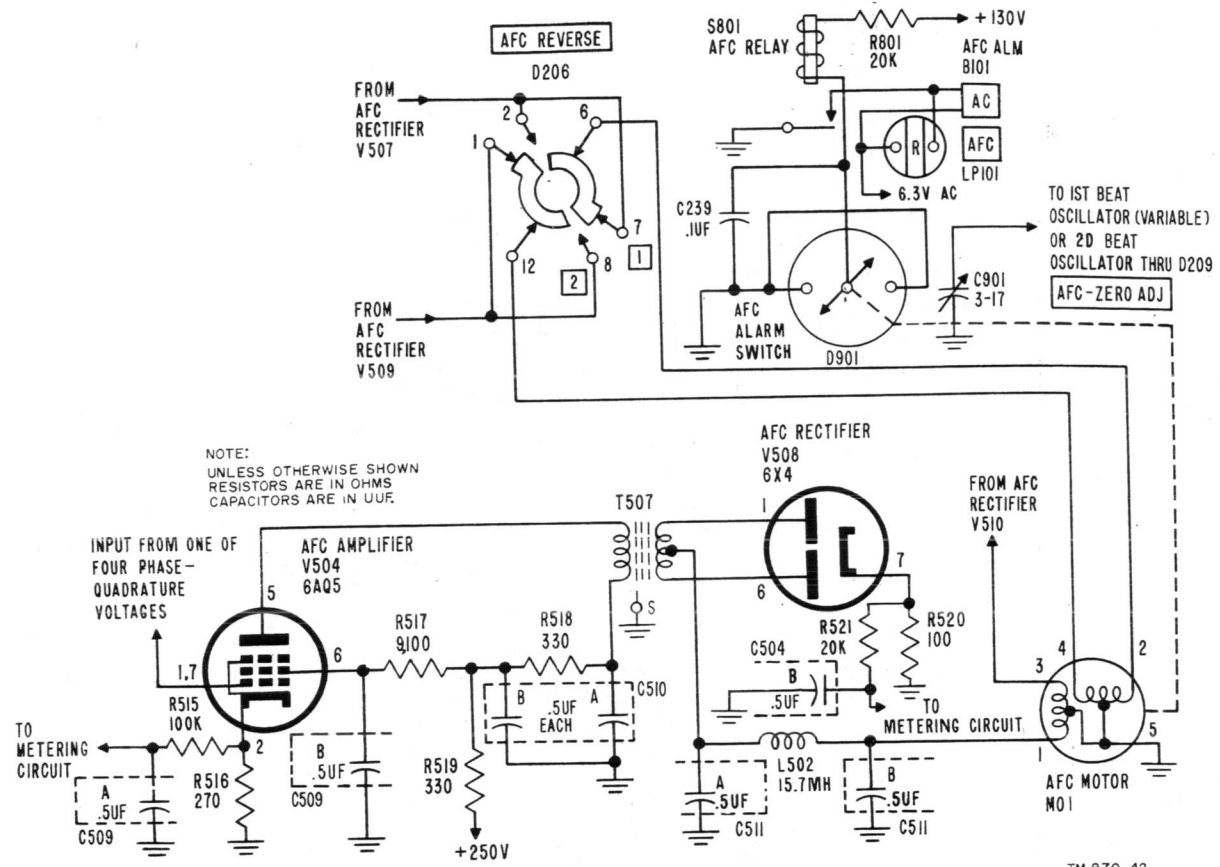 AFC REVERSE
D206
S801
AFC RELAY
R801
20K
+130V
AFC ALM
B101
AC
AFC
LP101
R
6.3V AC
FROM
AFC
RECTIFIER
V507
2
6
1
7
1
12
8
2
FROM
AFC
RECTIFIER
V509
C239
.1UF
AFC
ALARM
SWITCH
D901
C901
3-17
TO 1ST BEAT
OSCILLATOR (VARIABLE)
OR 2D BEAT
OSCILLATOR THRU D209
AFC-ZERO ADJ
NOTE:
UNLESS OTHERWISE SHOWN
RESISTORS ARE IN OHMS
CAPACITORS ARE IN UUF.
INPUT FROM ONE OF
FOUR PHASE-
QUADRATURE
VOLTAGES
AFC AMPLIFIER
V504
6AQ5
5
1,7
6
2
R515
100K
TO
METERING
CIRCUIT
A
.5UF
C509
R516
270
B
.5UF
C509
R517
9100
R518
330
R519
330
+250V
B
.5UF
EACH
A
C510
T507
S
AFC RECTIFIER
V508
6X4
1
6
7
R521
20K
R520
100
C504
B
.5UF
TO
METERING CIRCUIT
L502
15.7MH
A
.5UF
C511
B
.5UF
C511
FROM AFC
RECTIFIER
V510
3
4
2
5
1
AFC MOTOR
M01